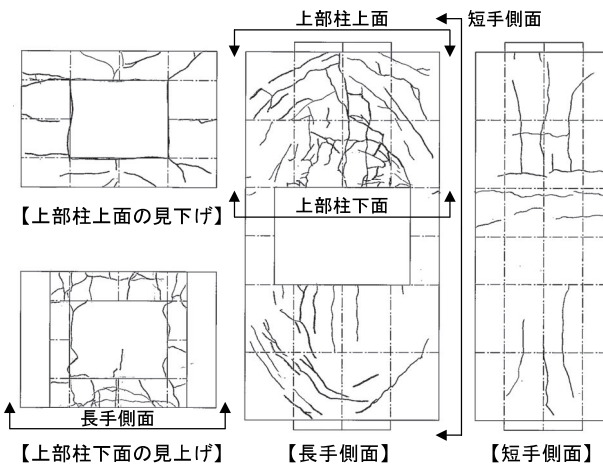 上部柱上面
短手側面
【上部柱上面の見下げ】
上部柱下面
長手側面
【上部柱下面の見上げ】
【長手側面】
【短手側面】